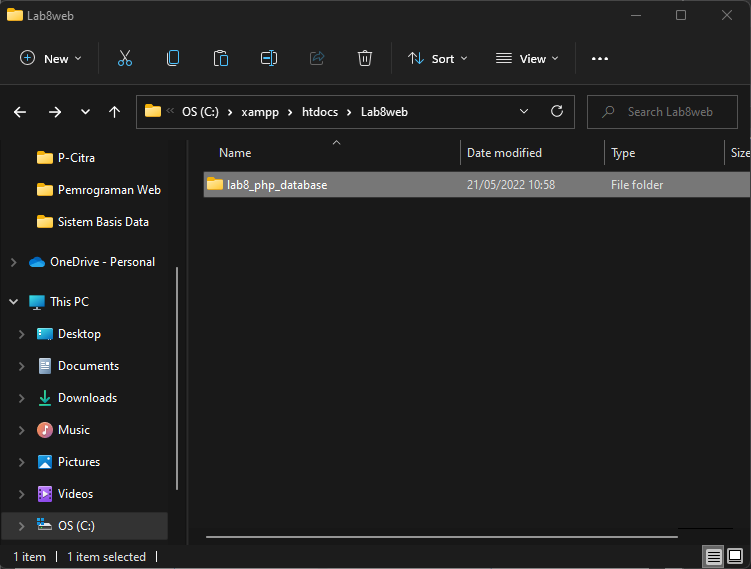 Lab8web
New Sort View
OS (C:) xampp htdocs Lab8web Search Lab8web
Name Date modified Type Size
lab8_php_database 21/05/2022 10:58 File folder
P-Citra
Pemrograman Web
Sistem Basis Data
OneDrive - Personal
This PC
Desktop
Documents
Downloads
Music
Pictures
Videos
OS (C:)
1 item 1 item selected